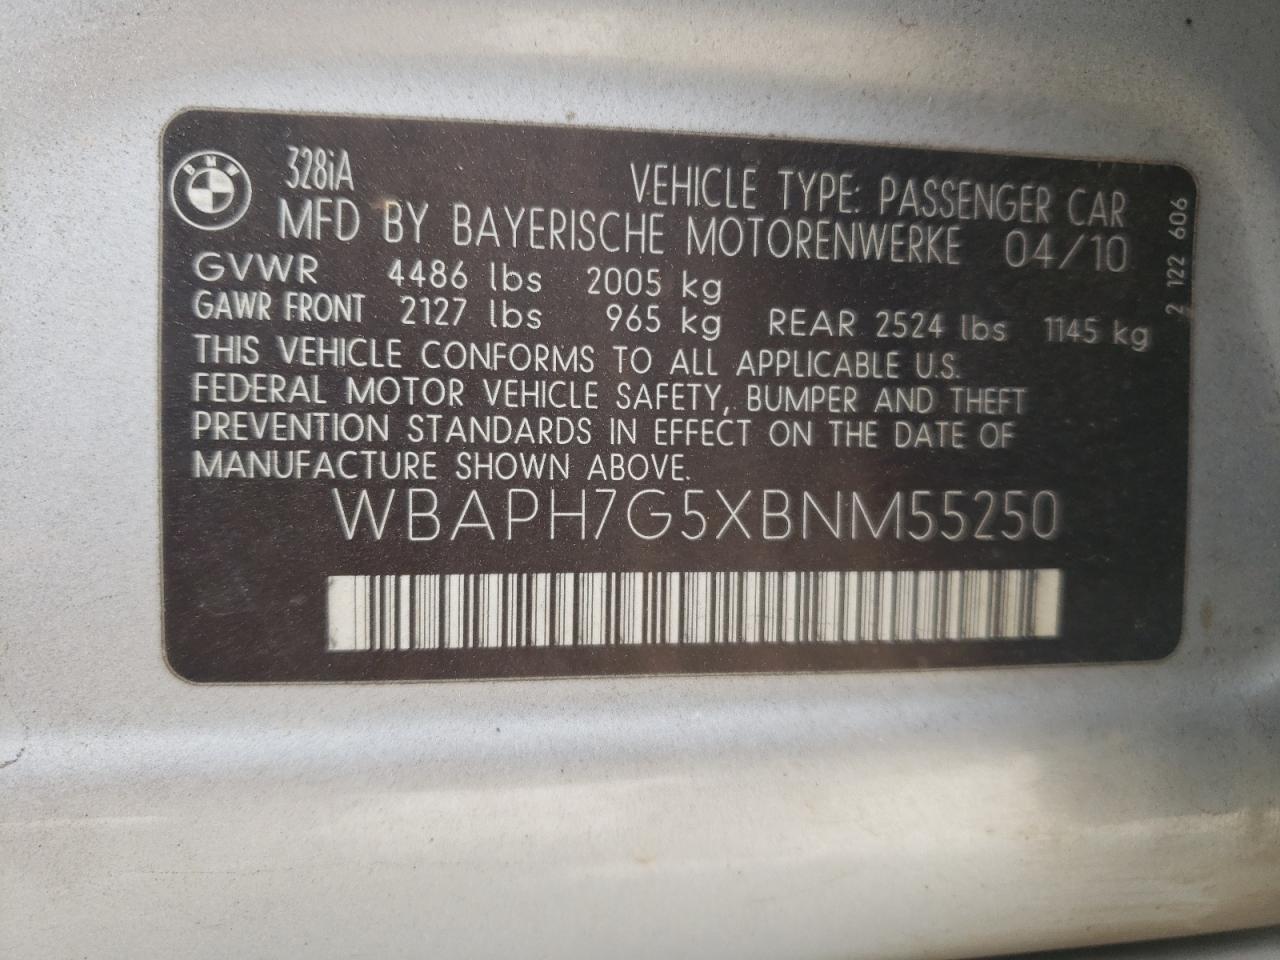 BMW
328iA
VEHICLE TYPE: PASSENGER CAR
MFD BY BAYERISCHE MOTORENWERKE 04/10
GVWR 4486 lbs 2005 kg
GAWR FRONT 2127 lbs 965 kg REAR 2524 lbs 1145 kg
THIS VEHICLE CONFORMS TO ALL APPLICABLE U.S.
FEDERAL MOTOR VEHICLE SAFETY, BUMPER AND THEFT
PREVENTION STANDARDS IN EFFECT ON THE DATE OF
MANUFACTURE SHOWN ABOVE.
WBAPH7G5XBNM55250
2 122 606